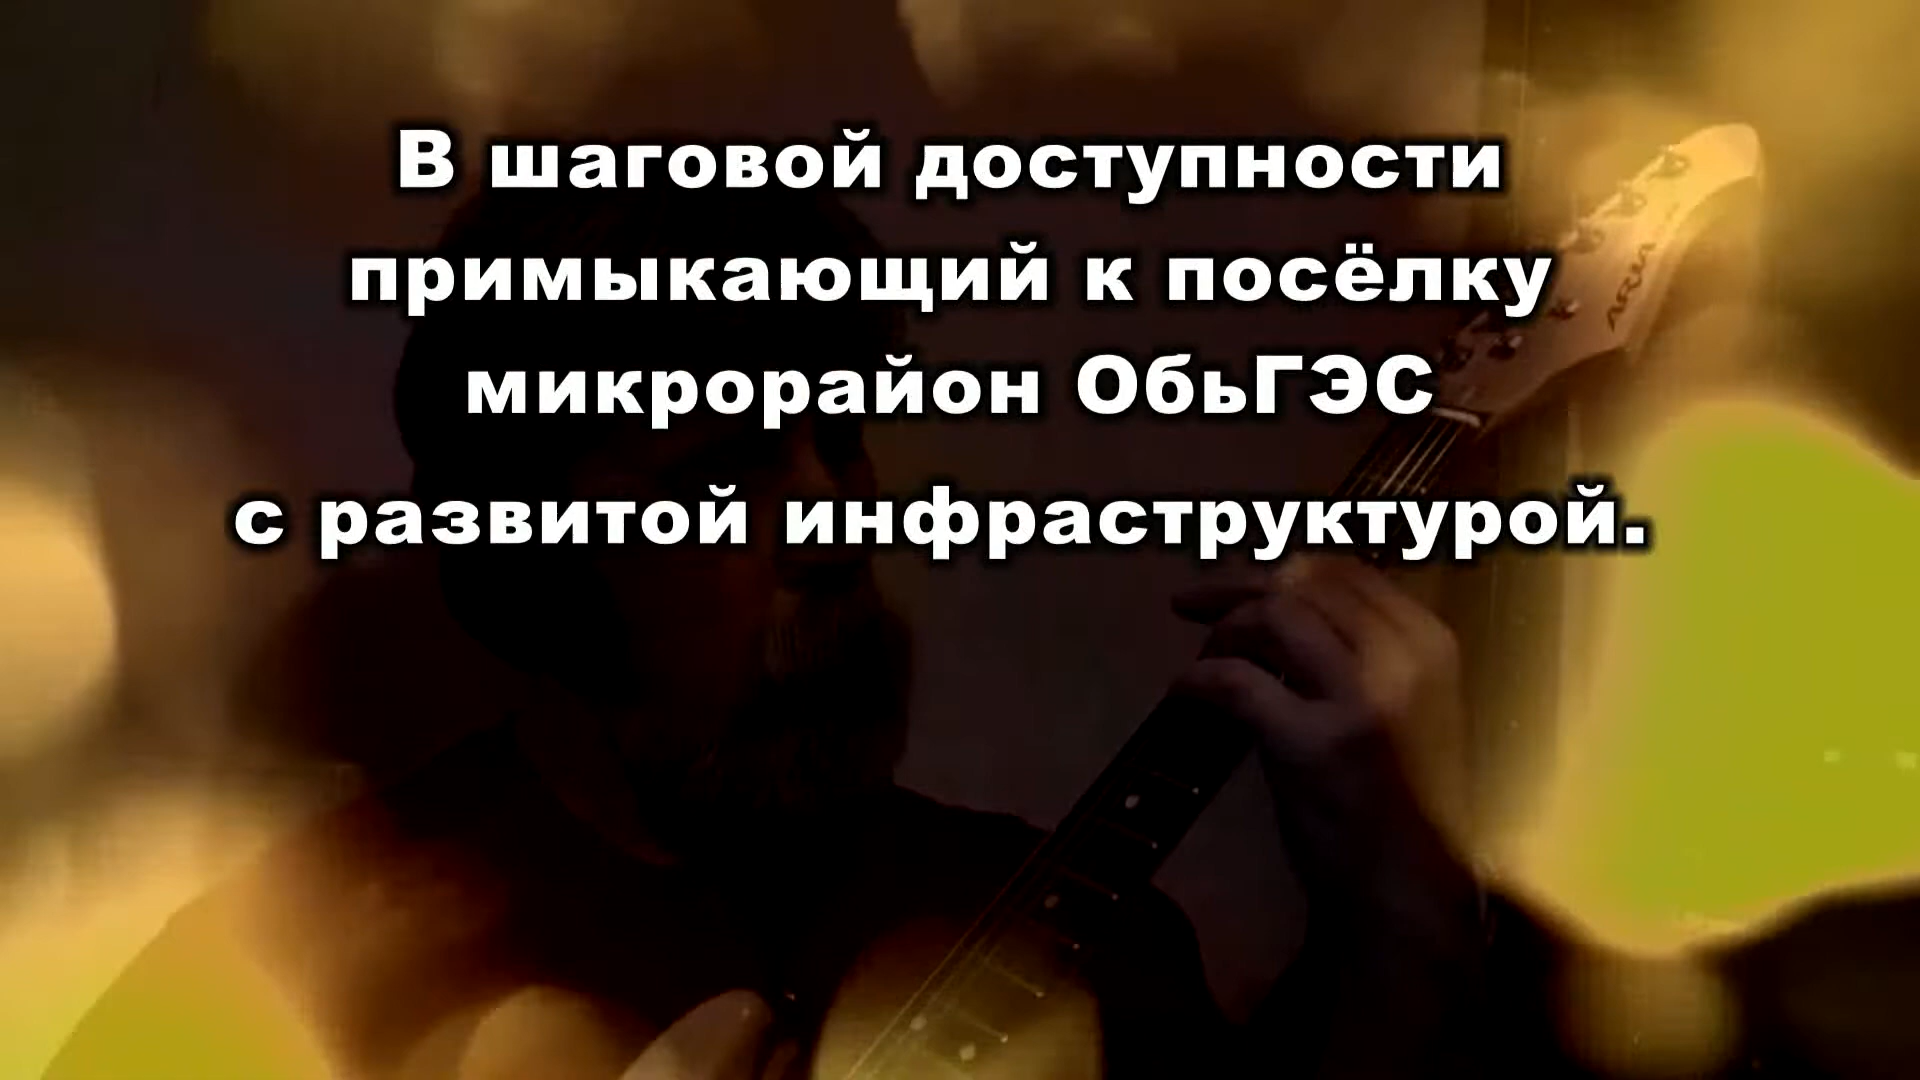 В шаговой доступности
примыкающий к посёлку
микрорайон ОбьГЭС
с развитой инфраструктурой.